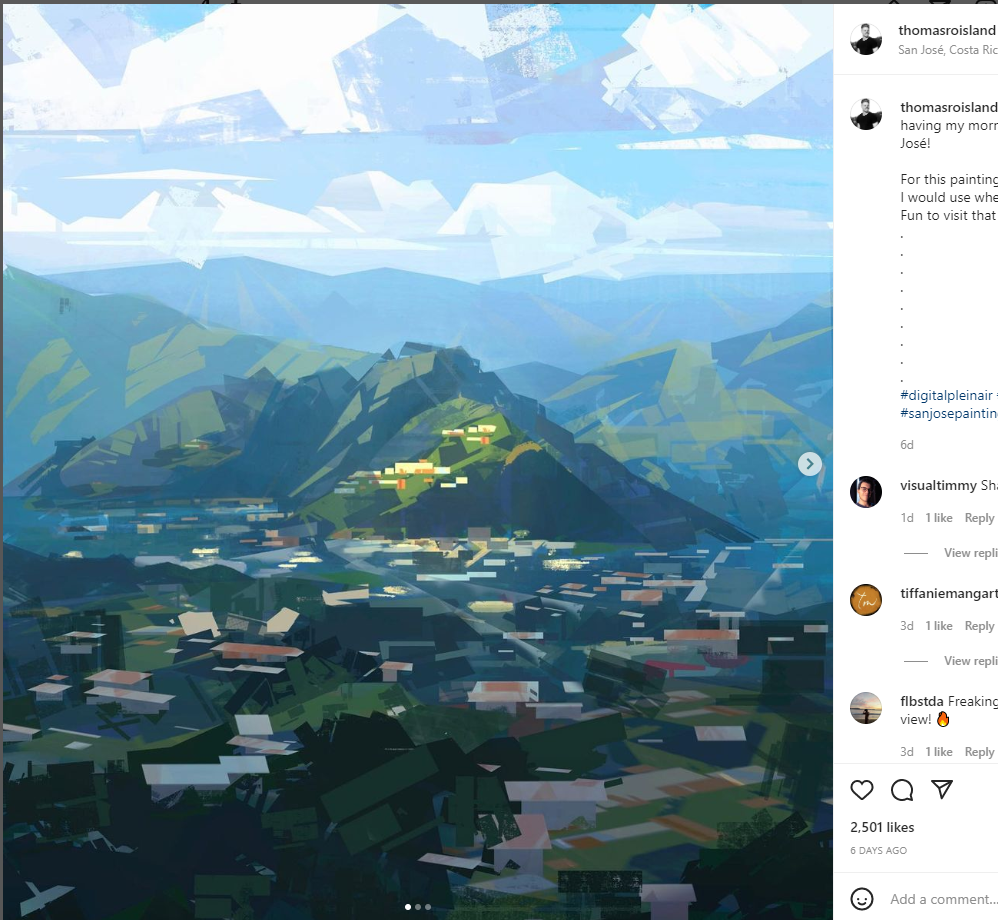 thomasroisland
San José, Costa Ric
thomasroisland
having my morn
José!
For this painting
I would use whe
Fun to visit that
.
.
.
.
.
.
.
.
.
#digitalpleinair
#sanjosepainting
6d
visualtimmy Sha
1d 1 like Reply
View repli
tiffaniemangart
3d 1 like Reply
View repli
flbstda Freaking
view! 🔥
3d 1 like Reply
2,501 likes
6 DAYS AGO
Add a comment...